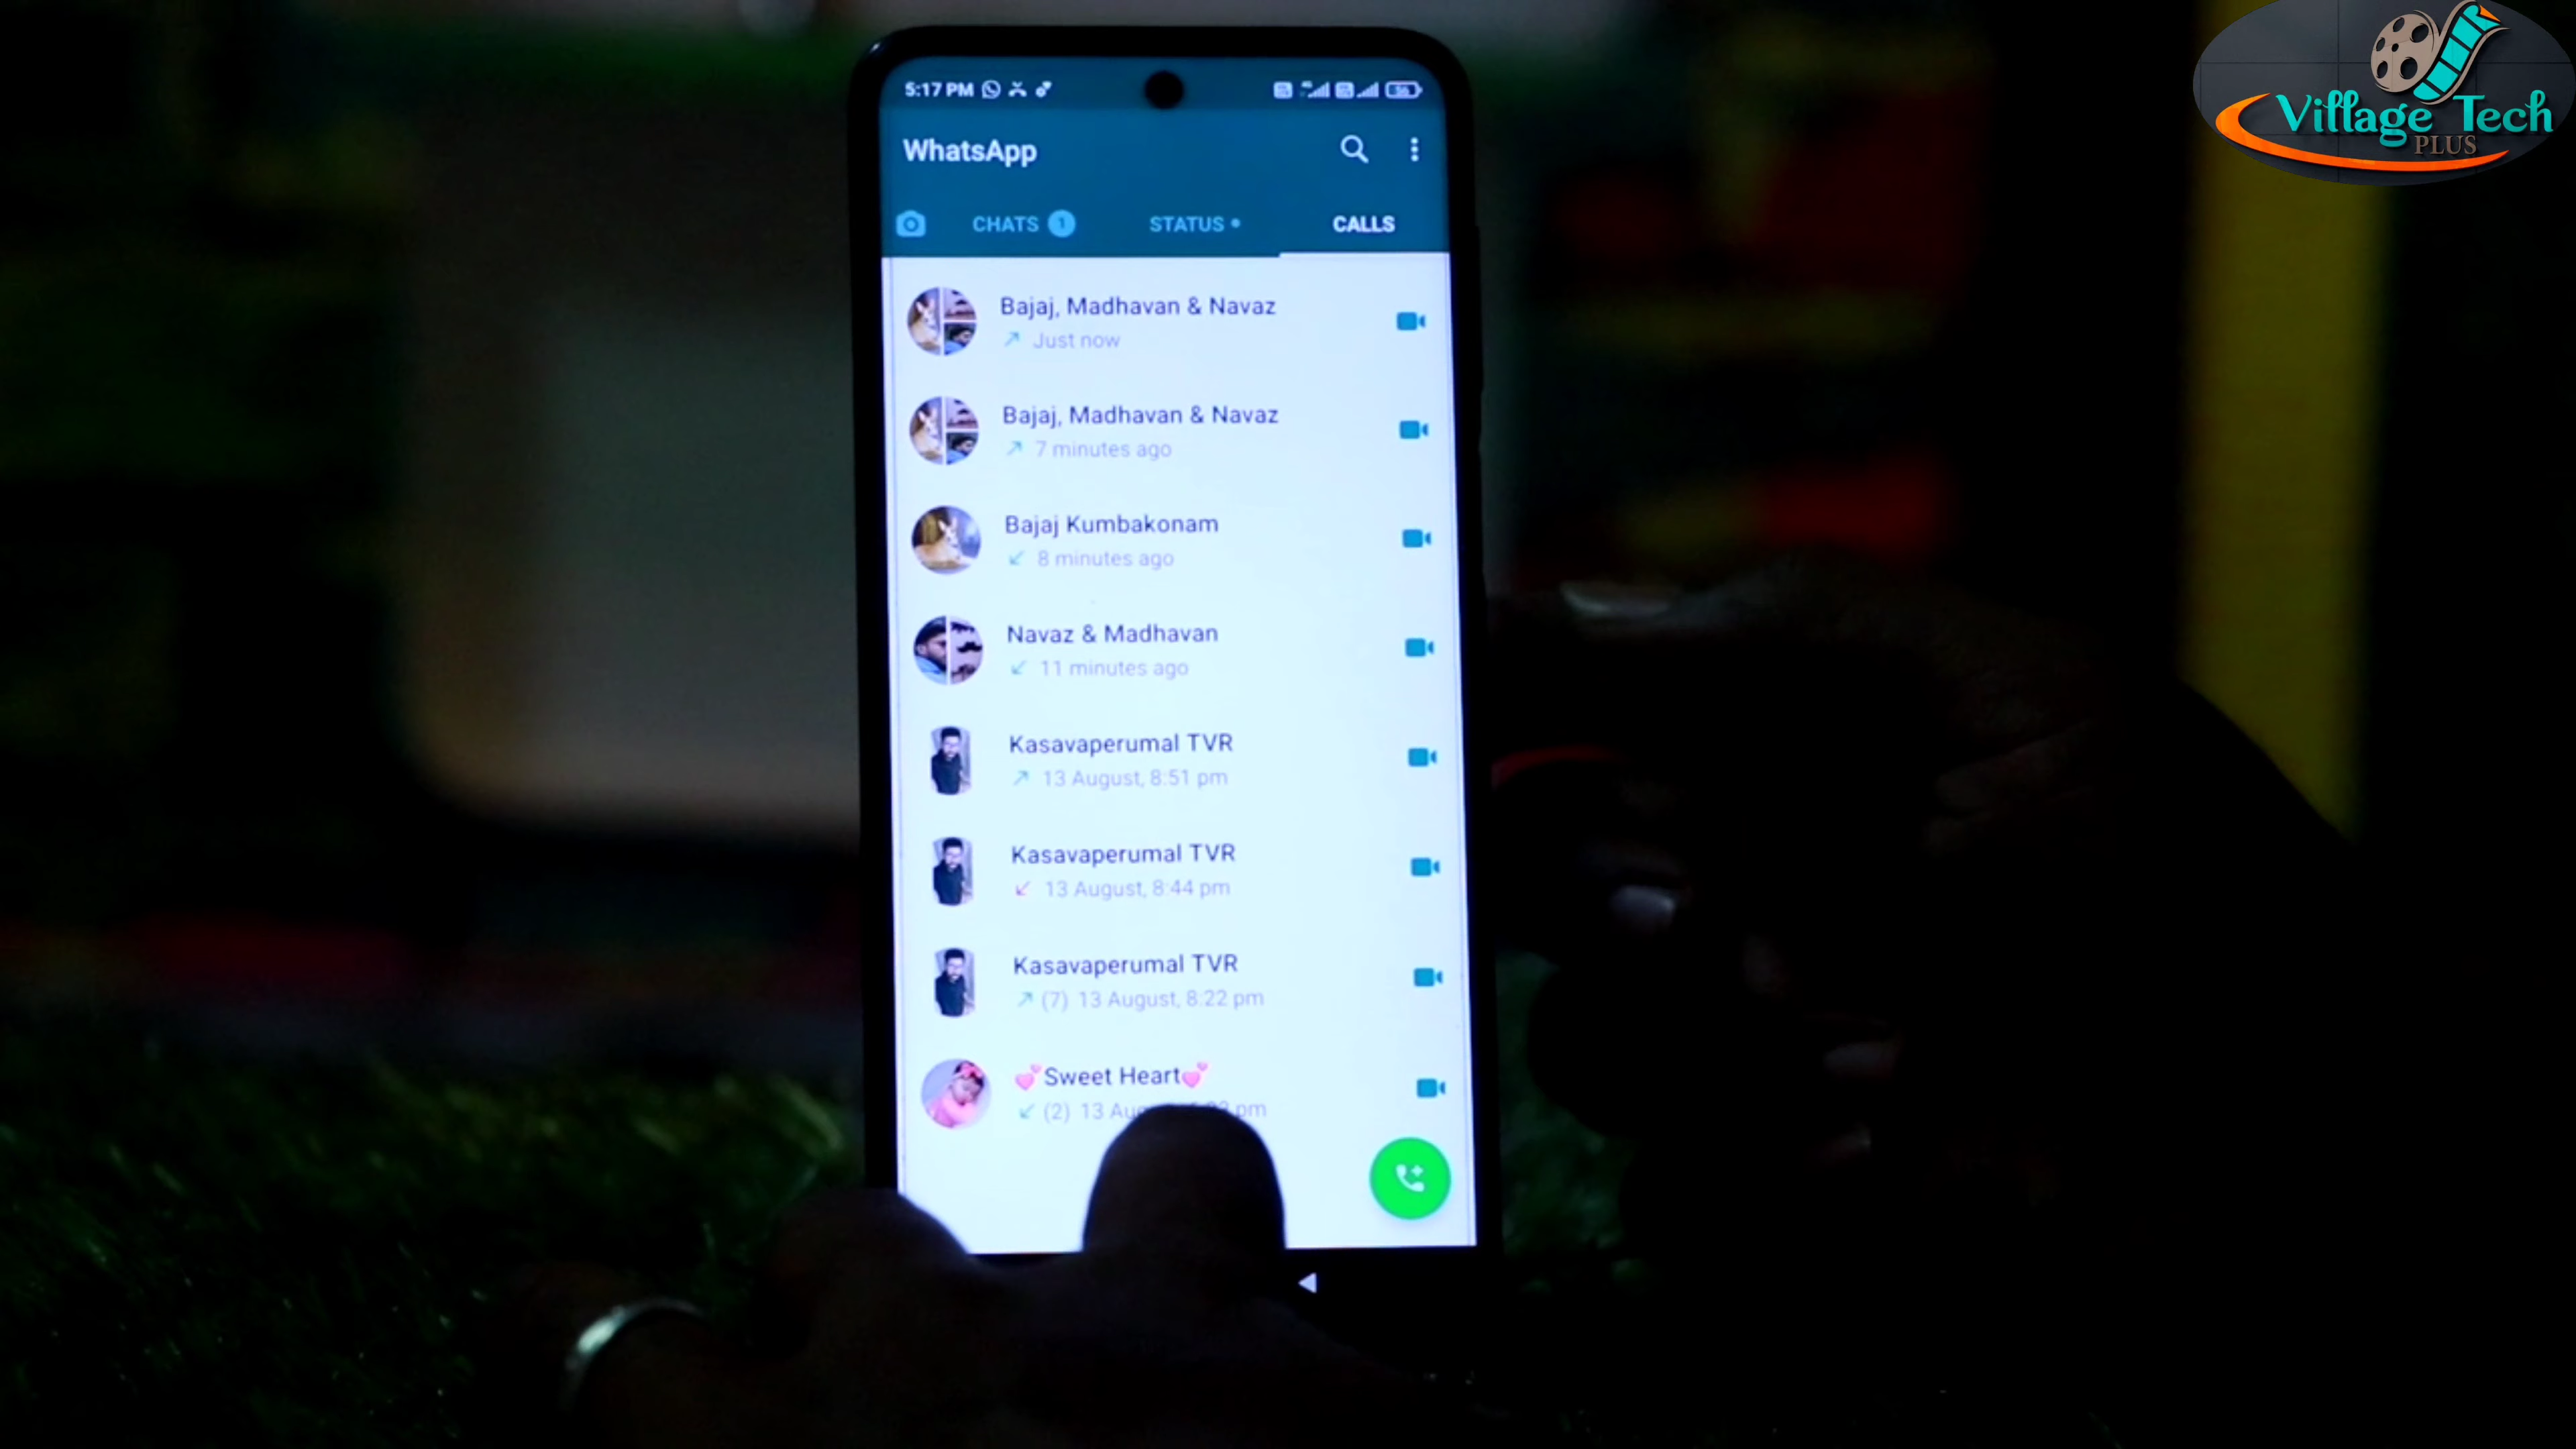 Village Tech
PLUS
5:17 PM
56
WhatsApp
CHATS 1
STATUS
CALLS
Bajaj, Madhavan & Navaz
Just now
Bajaj, Madhavan & Navaz
7 minutes ago
Bajaj Kumbakonam
8 minutes ago
Navaz & Madhavan
11 minutes ago
Kasavaperumal TVR
13 August, 8:51 pm
Kasavaperumal TVR
13 August, 8:44 pm
Kasavaperumal TVR
(7) 13 August, 8:22 pm
💕Sweet Heart💕
(2) 13 pm